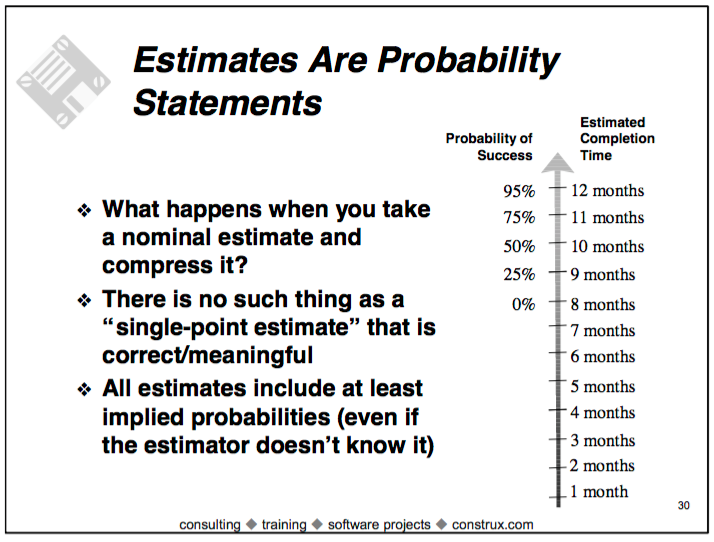 Estimates Are Probability
Statements
Probability of
Success
Estimated
Completion
Time
❖ What happens when you take
a nominal estimate and
compress it?
❖ There is no such thing as a
“single-point estimate” that is
correct/meaningful
❖ All estimates include at least
implied probabilities (even if
the estimator doesn’t know it)
95% 12 months
75% 11 months
50% 10 months
25% 9 months
0% 8 months
7 months
6 months
5 months
4 months
3 months
2 months
1 month
30
consulting ◆ training ◆ software projects ◆ construx.com